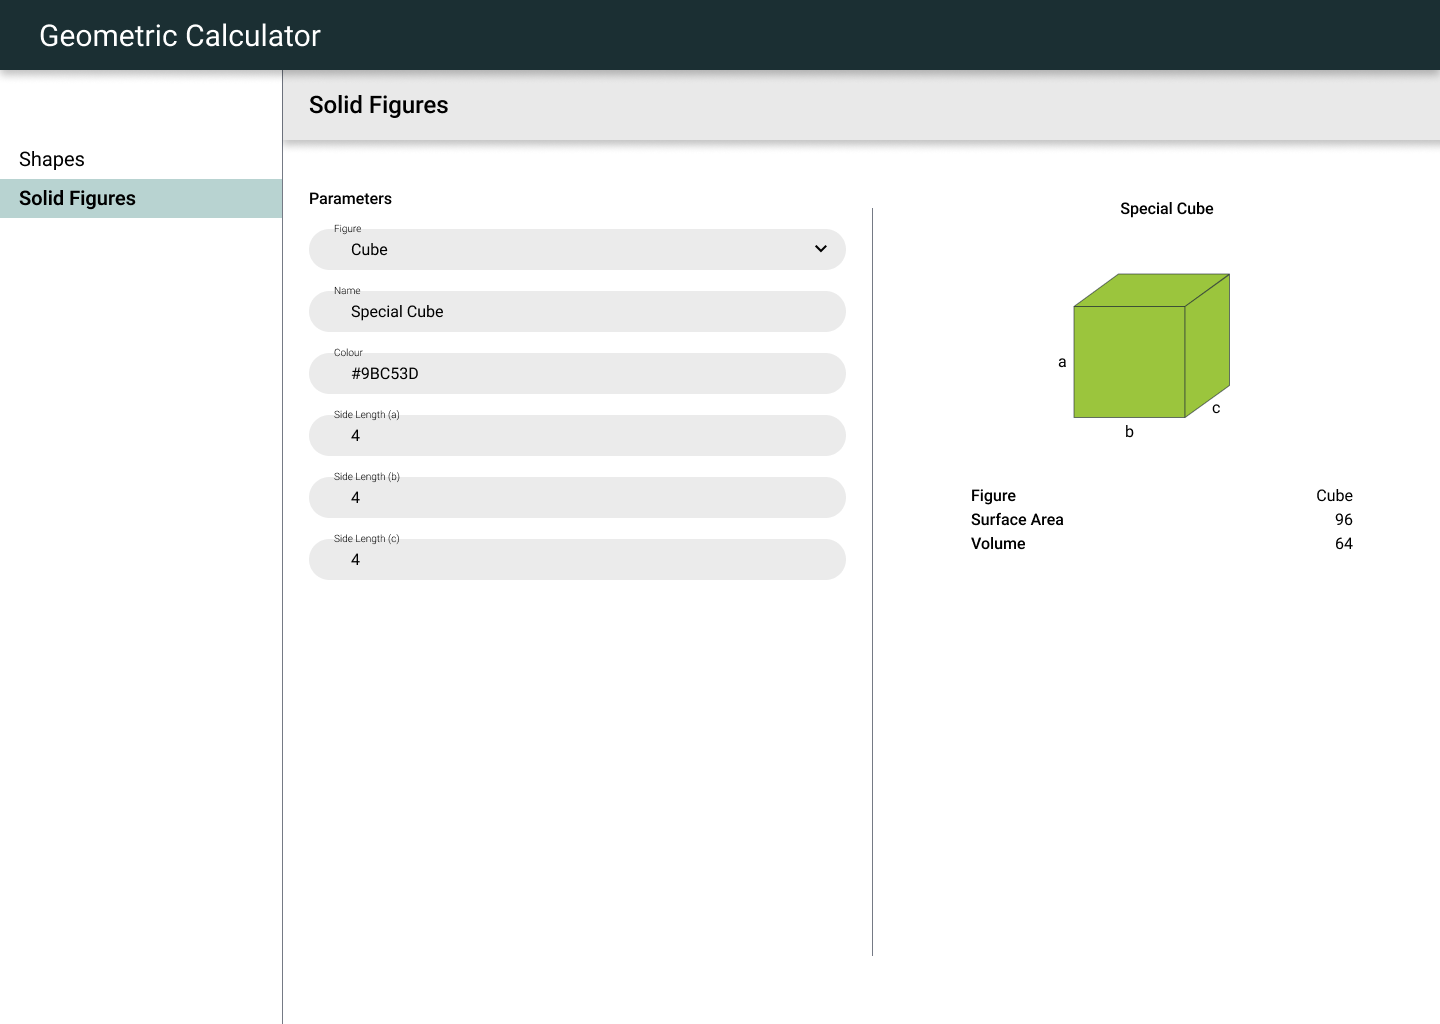 Geometric Calculator
Shapes
Solid Figures
Solid Figures
Parameters
Figure
Cube
Name
Special Cube
Colour
#9BC53D
Side Length (a)
4
Side Length (b)
4
Side Length (c)
4
Special Cube
a
c
b
Figure Cube
Surface Area 96
Volume 64